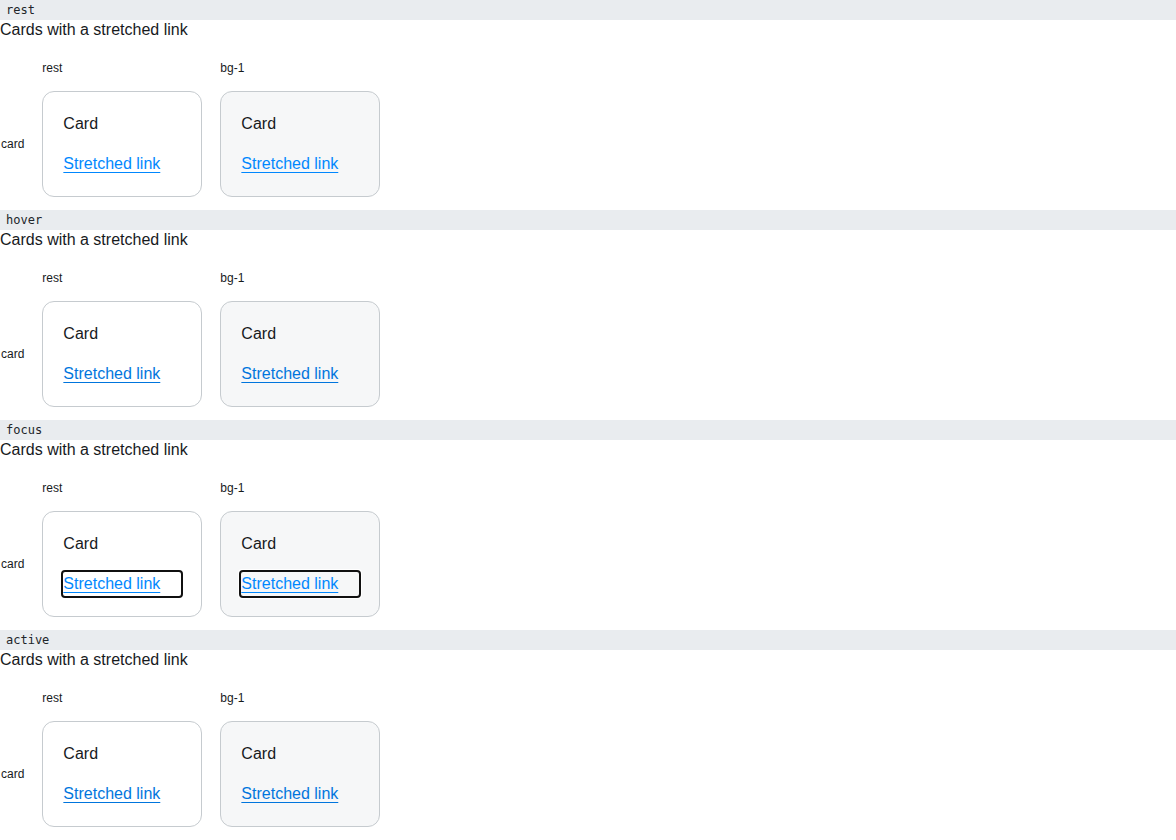 rest
Cards with a stretched link
rest bg-1
Card Card
card
Stretched link Stretched link
hover
Cards with a stretched link
rest bg-1
Card Card
card
Stretched link Stretched link
focus
Cards with a stretched link
rest bg-1
Card Card
card
Stretched link Stretched link
active
Cards with a stretched link
rest bg-1
Card Card
card
Stretched link Stretched link